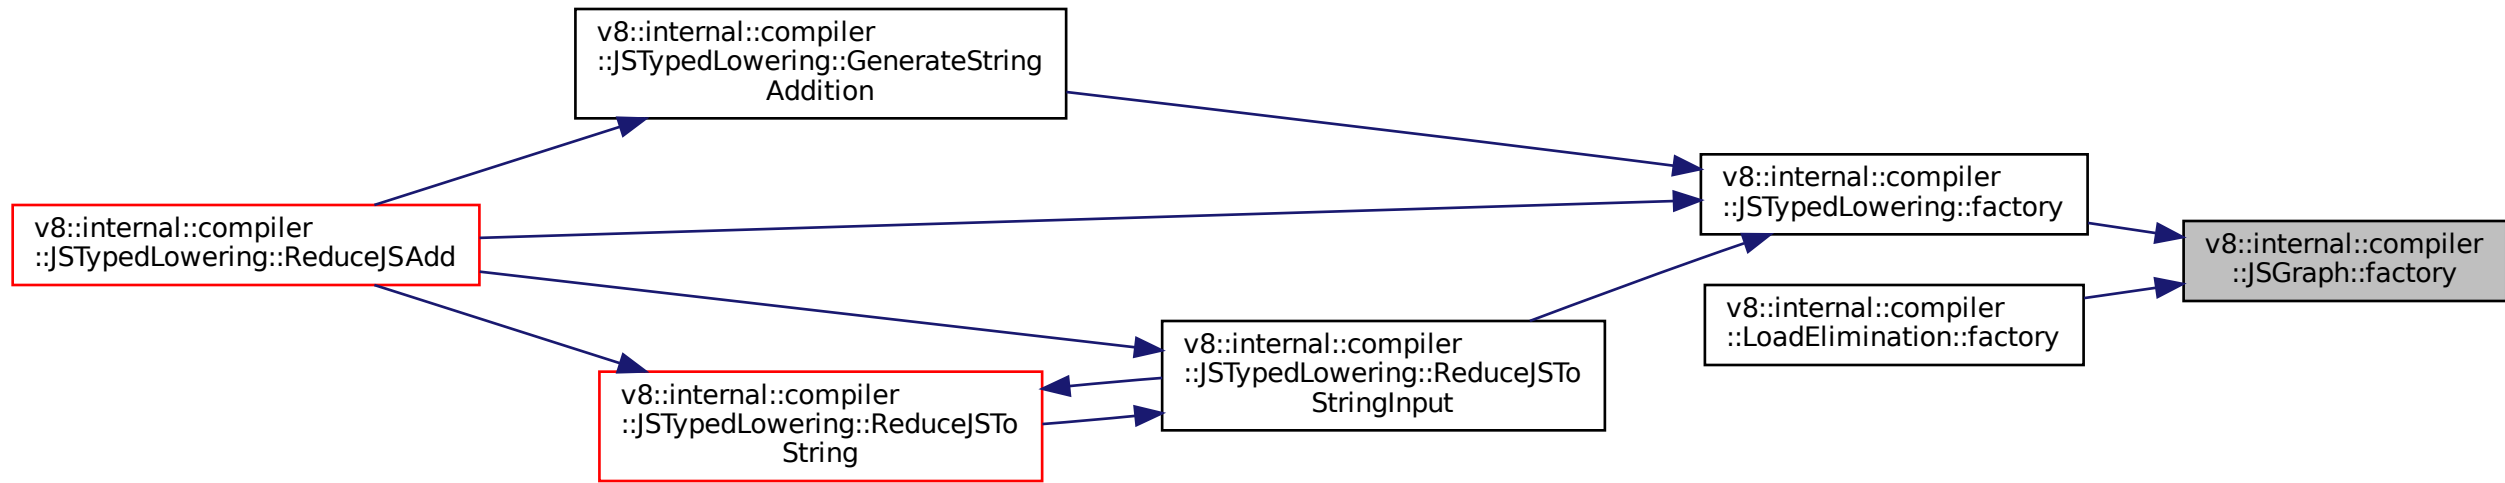 v8::internal::compiler
::JSTypedLowering::GenerateString
Addition
v8::internal::compiler
::JSTypedLowering::factory
v8::internal::compiler
::JSTypedLowering::ReduceJSAdd
v8::internal::compiler
::JSGraph::factory
v8::internal::compiler
::LoadElimination::factory
v8::internal::compiler
::JSTypedLowering::ReduceJSTo
StringInput
v8::internal::compiler
::JSTypedLowering::ReduceJSTo
String